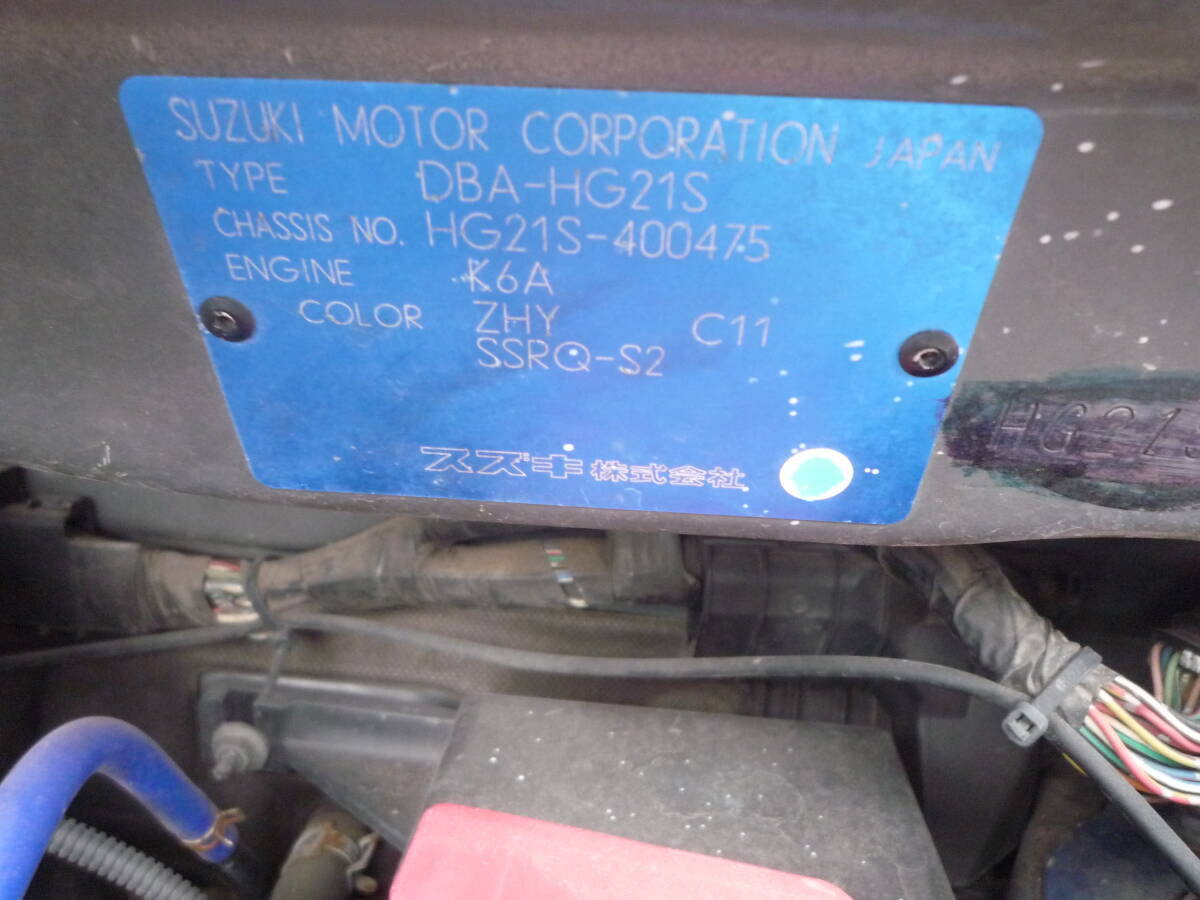 SUZUKI MOTOR CORPORATION JAPAN
TYPE DBA-HG21S
CHASSIS NO. HG21S-400475
ENGINE K6A
COLOR ZHY C11
SSRQ-S2
スズキ株式会社
HG21S